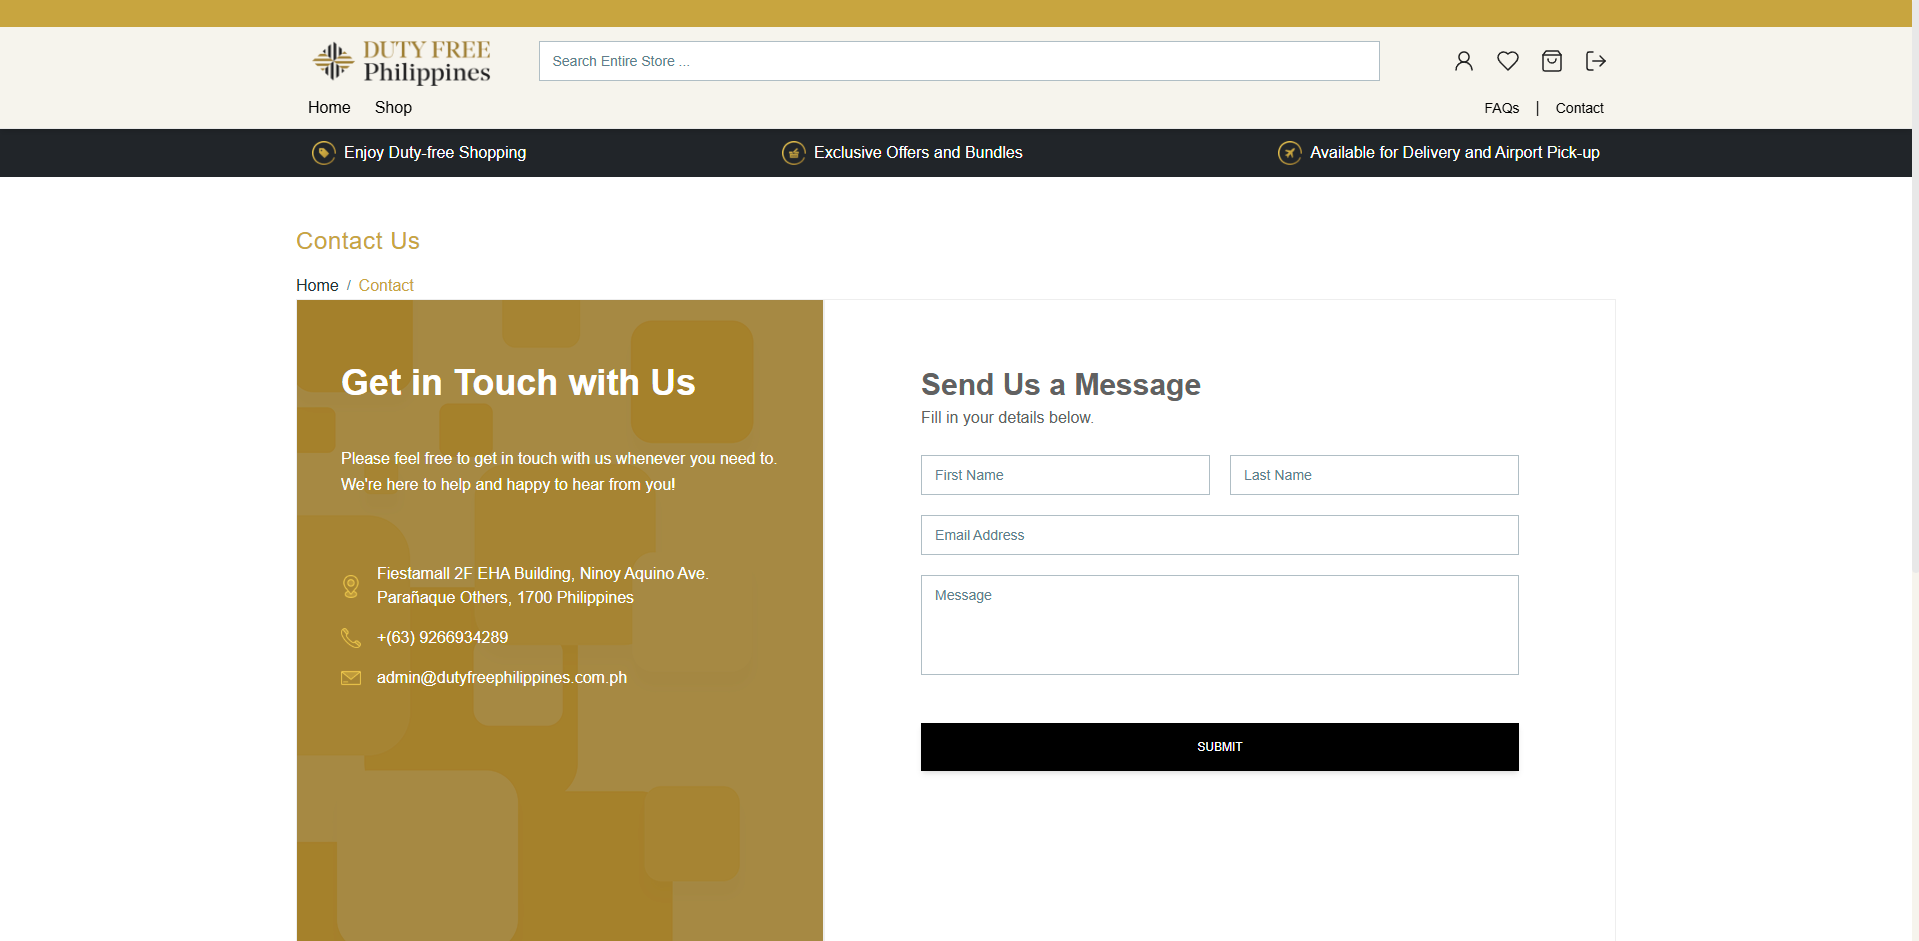 DUTY FREE
Philippines
Search Entire Store ...
Home
Shop
FAQs | Contact
Enjoy Duty-free Shopping
Exclusive Offers and Bundles
Available for Delivery and Airport Pick-up
Contact Us
Home / Contact
Get in Touch with Us
Please feel free to get in touch with us whenever you need to.
We're here to help and happy to hear from you!
Fiestamall 2F EHA Building, Ninoy Aquino Ave.
Parañaque Others, 1700 Philippines
+(63) 9266934289
admin@dutyfreephilippines.com.ph
Send Us a Message
Fill in your details below.
First Name
Last Name
Email Address
Message
SUBMIT